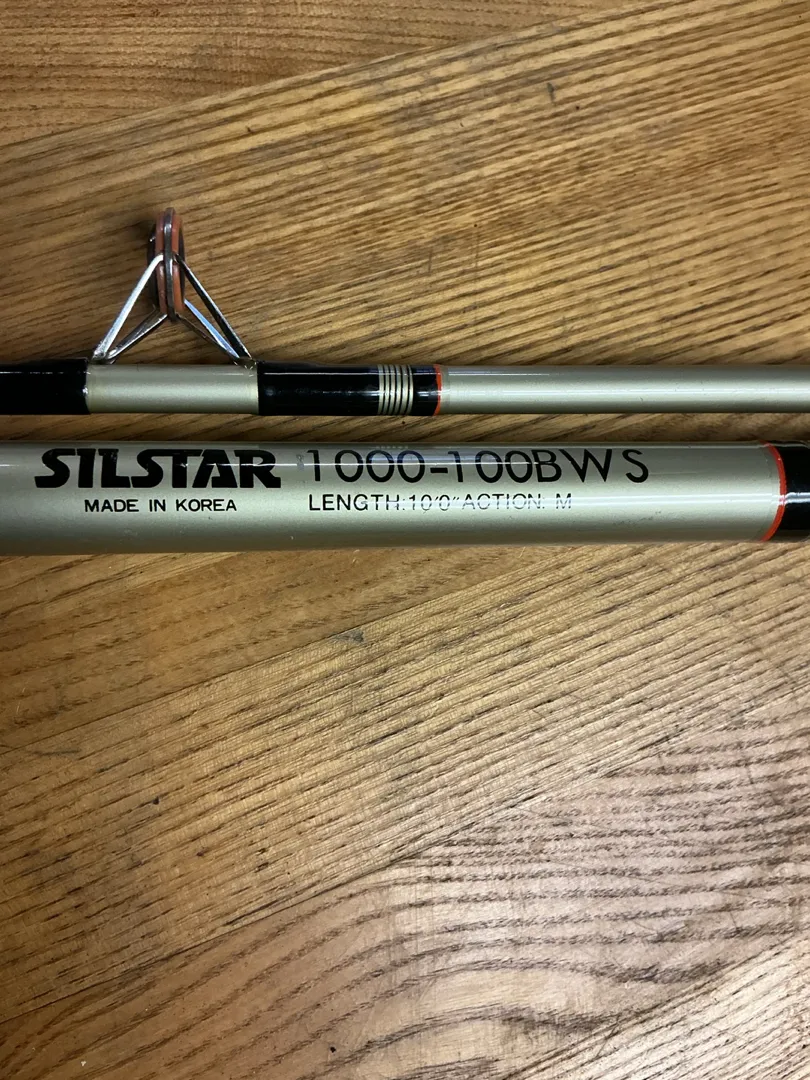 SILSTAR 1000-100BWS
MADE IN KOREA LENGTH:10'0" ACTION: M